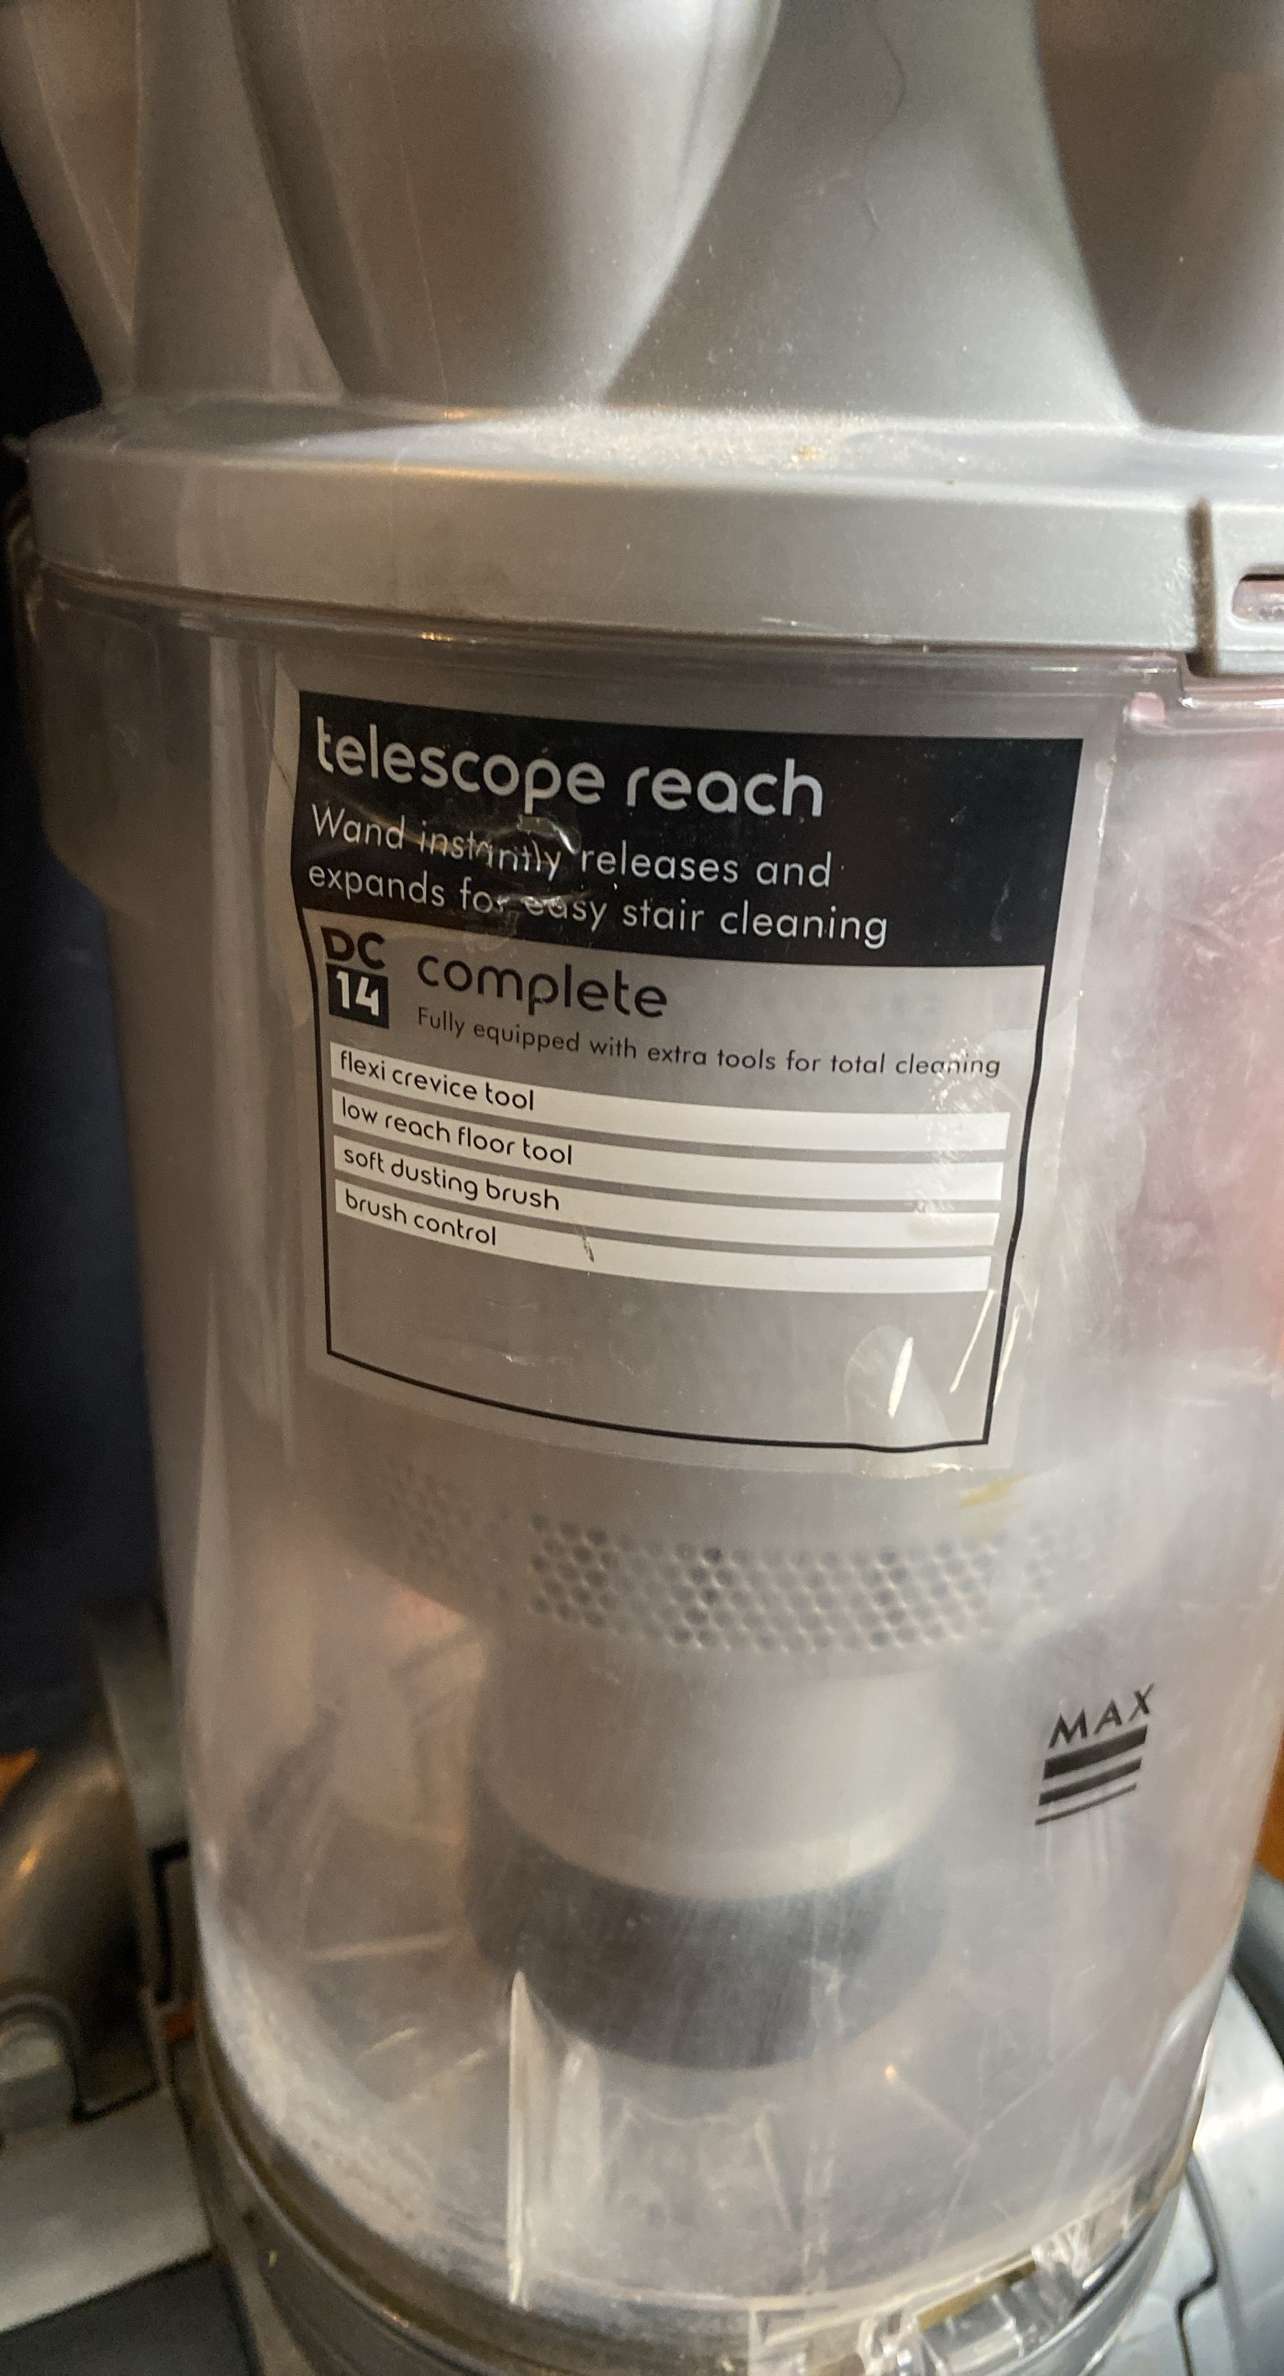 telescope reach
Wand instantly releases and
expands for easy stair cleaning
DC
14
complete
Fully equipped with extra tools for total cleaning
flexi crevice tool
low reach floor tool
soft dusting brush
brush control
MAX